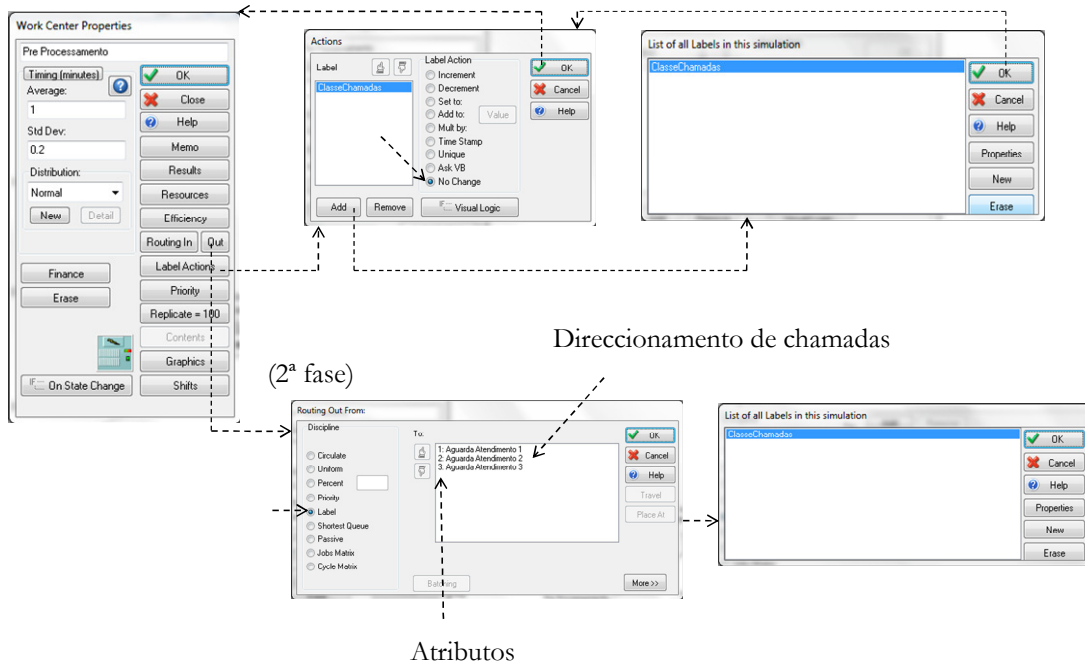 Work Center Properties
Pre Processamento
Timing (minutes)
Average:
1
Std Dev:
0.2
Distribution:
Normal
New
Detail
Finance
Erase
IF On State Change
OK
Close
Help
Memo
Results
Resources
Efficiency
Routing In
Out
Label Actions
Priority
Replicate = 100
Contents
Graphics
Shifts
Actions
Label
ClasseChamadas
Add
Remove
Label Action
Increment
Decrement
Set to:
Add to:
Value
Mult by:
Time Stamp
Unique
Ask VB
No Change
IF Visual Logic
OK
Cancel
Help
List of all Labels in this simulation
ClasseChamadas
OK
Cancel
Help
Properties
New
Erase
Direccionamento de chamadas
(2ª fase)
Routing Out From:
Discipline
Circulate
Uniform
Percent
Priority
Label
Shortest Queue
Passive
Jobs Matrix
Cycle Matrix
To:
1: Aguarda Atendimento 1
2: Aguarda Atendimento 2
3: Aguarda Atendimento 3
Batching
OK
Cancel
Help
Travel
Place At
More >>
List of all Labels in this simulation
ClasseChamadas
OK
Cancel
Help
Properties
New
Erase
Atributos